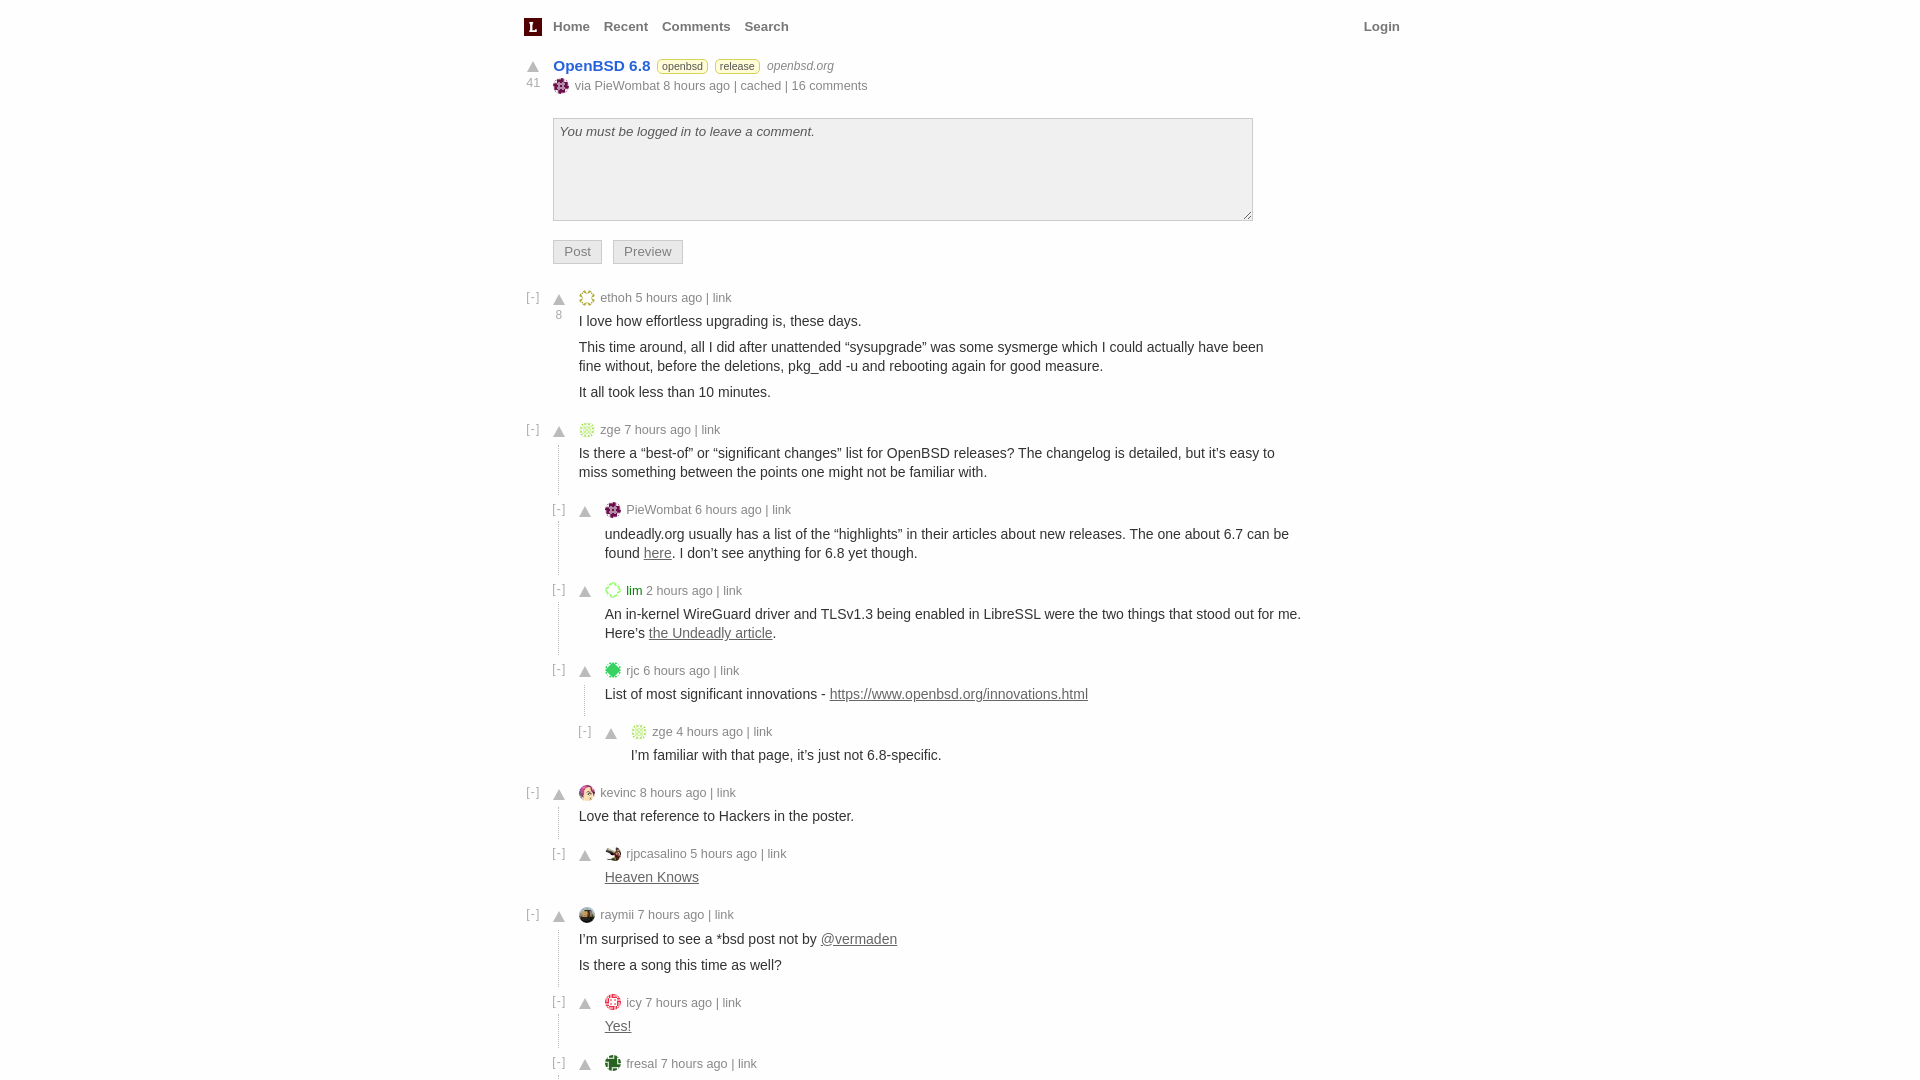 L Home Recent Comments Search Login
OpenBSD 6.8 openbsd release openbsd.org
41
via PieWombat 8 hours ago | cached | 16 comments
You must be logged in to leave a comment.
Post Preview
[-] ethoh 5 hours ago | link
8
I love how effortless upgrading is, these days.
This time around, all I did after unattended “sysupgrade” was some sysmerge which I could actually have been
fine without, before the deletions, pkg_add -u and rebooting again for good measure.
It all took less than 10 minutes.
[-] zge 7 hours ago | link
Is there a “best-of” or “significant changes” list for OpenBSD releases? The changelog is detailed, but it’s easy to
miss something between the points one might not be familiar with.
[-] PieWombat 6 hours ago | link
undeadly.org usually has a list of the “highlights” in their articles about new releases. The one about 6.7 can be
found here. I don’t see anything for 6.8 yet though.
[-] lim 2 hours ago | link
An in-kernel WireGuard driver and TLSv1.3 being enabled in LibreSSL were the two things that stood out for me.
Here’s the Undeadly article.
[-] rjc 6 hours ago | link
List of most significant innovations - https://www.openbsd.org/innovations.html
[-] zge 4 hours ago | link
I’m familiar with that page, it’s just not 6.8-specific.
[-] kevinc 8 hours ago | link
Love that reference to Hackers in the poster.
[-] rjpcasalino 5 hours ago | link
Heaven Knows
[-] raymii 7 hours ago | link
I’m surprised to see a *bsd post not by @vermaden
Is there a song this time as well?
[-] icy 7 hours ago | link
Yes!
[-] fresal 7 hours ago | link